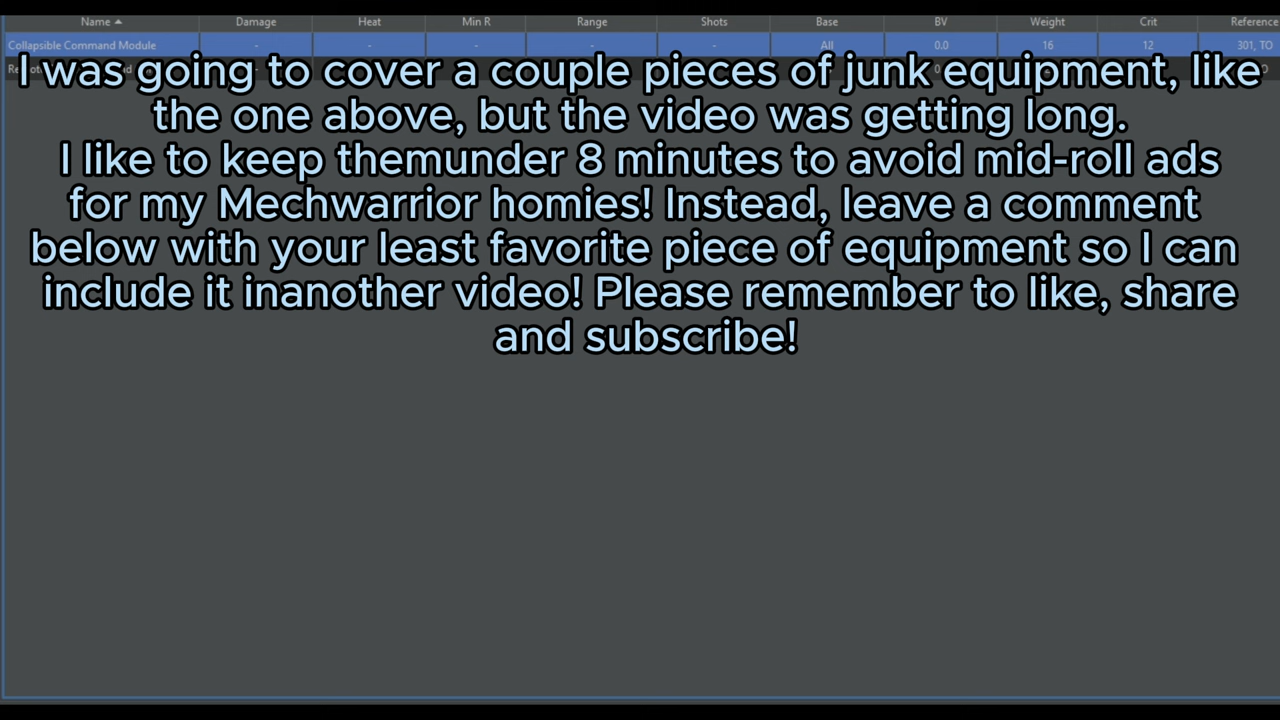 Name Damage Heat Min R Range Shots Base BV Weight Crit Reference
Collapsible Command Module - - - - - All 0.0 16 12 301, TO
I was going to cover a couple pieces of junk equipment, like
the one above, but the video was getting long.
I like to keep themunder 8 minutes to avoid mid-roll ads
for my Mechwarrior homies! Instead, leave a comment
below with your least favorite piece of equipment so I can
include it inanother video! Please remember to like, share
and subscribe!